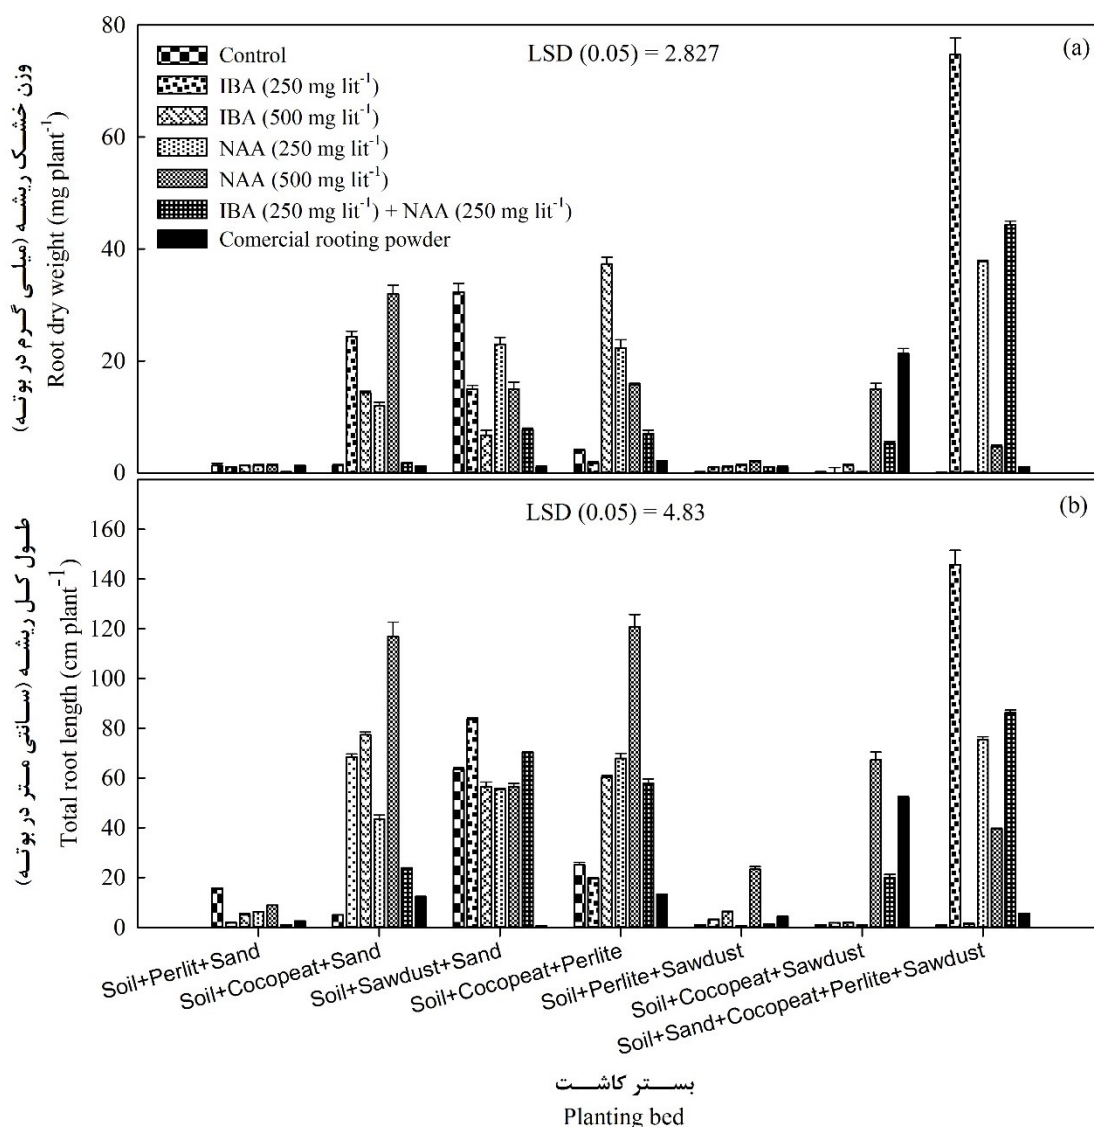 80
60
40
20
0
LSD (0.05) = 2.827
(a)
Control
IBA (250 mg lit⁻¹)
IBA (500 mg lit⁻¹)
NAA (250 mg lit⁻¹)
NAA (500 mg lit⁻¹)
IBA (250 mg lit⁻¹) + NAA (250 mg lit⁻¹)
Comercial rooting powder
وزن خشک ریشه (میلی گرم در بوته)
Root dry weight (mg plant⁻¹)
LSD (0.05) = 4.83
(b)
160
140
120
100
80
60
40
20
0
طول کل ریشه (سانتی متر در بوته)
Total root length (cm plant⁻¹)
Soil+Perlit+Sand
Soil+Cocopeat+Sand
Soil+Sawdust+Sand
Soil+Cocopeat+Perlite
Soil+Perlite+Sawdust
Soil+Cocopeat+Sawdust
Soil+Sand+Cocopeat+Perlite+Sawdust
بستر کاشت
Planting bed